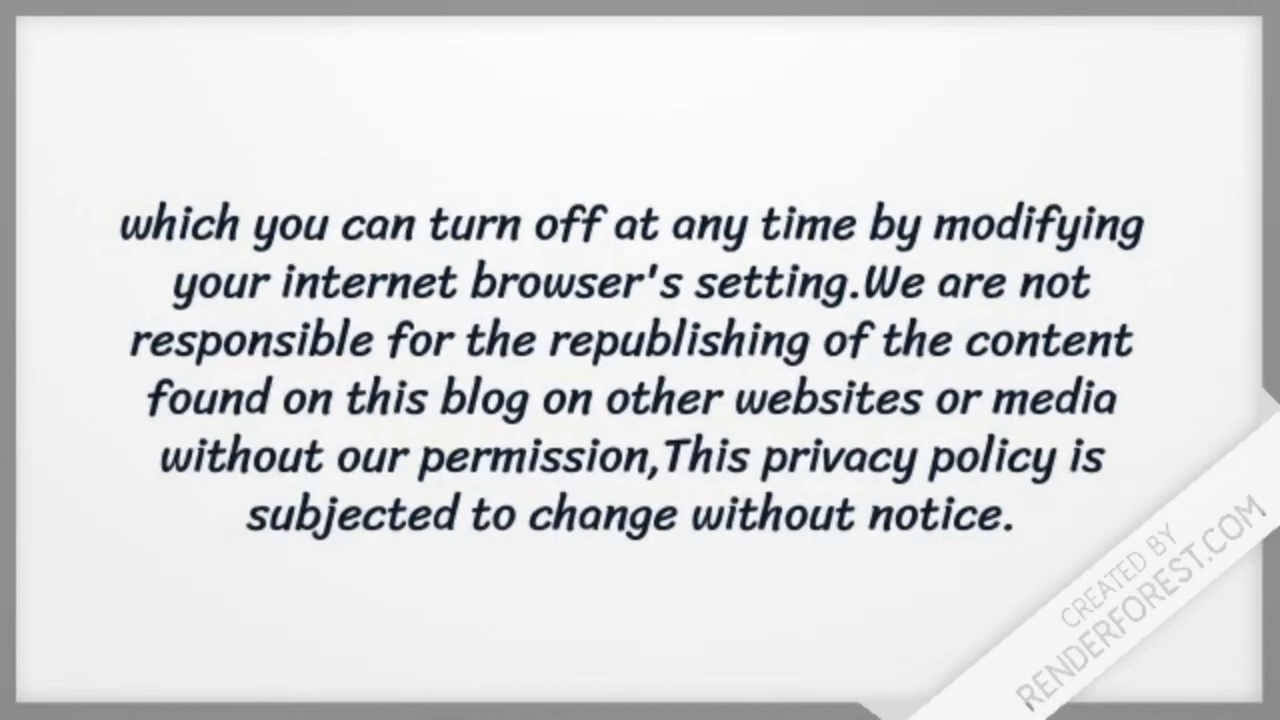 which you can turn off at any time by modifying
your internet browser's setting.We are not
responsible for the republishing of the content
found on this blog on other websites or media
without our permission,This privacy policy is
subjected to change without notice.
CREATED BY
RENDERFOREST.COM